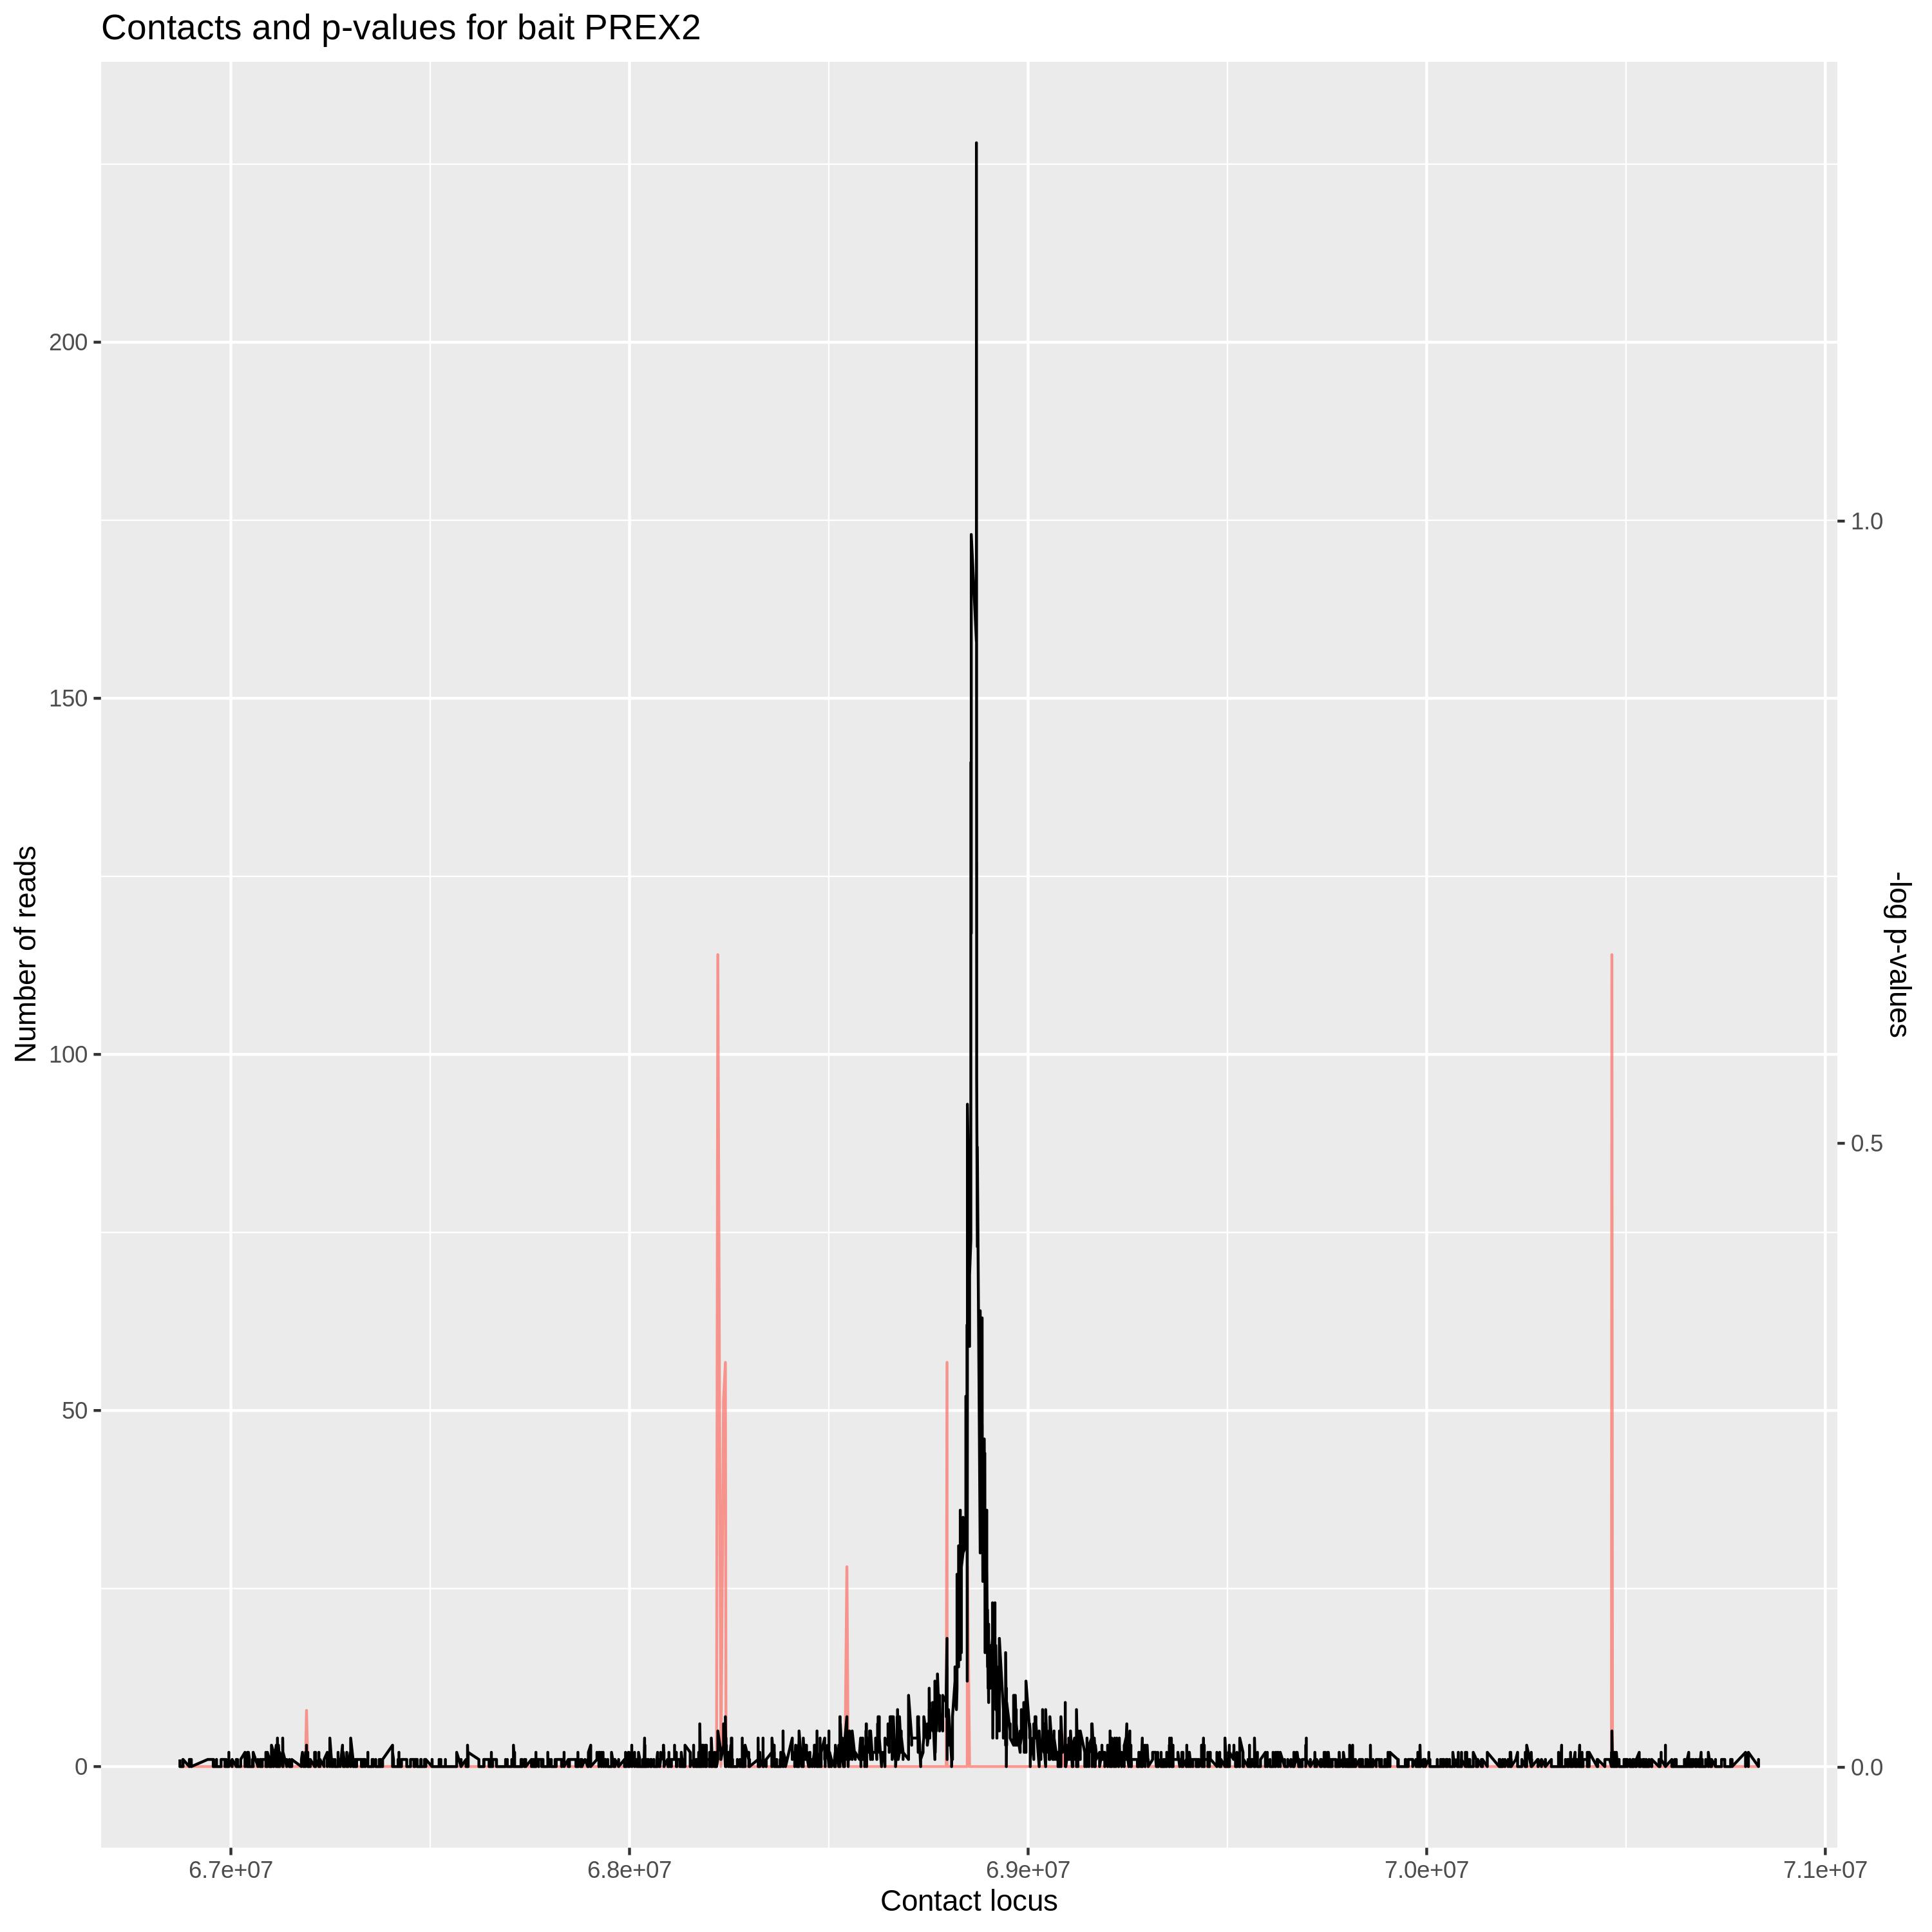 Contacts and p-values for bait PREX2
200
150
100
50
0
Number of reads
1.0
0.5
0.0
-log p-values
6.7e+07 6.8e+07 6.9e+07 7.0e+07 7.1e+07
Contact locus